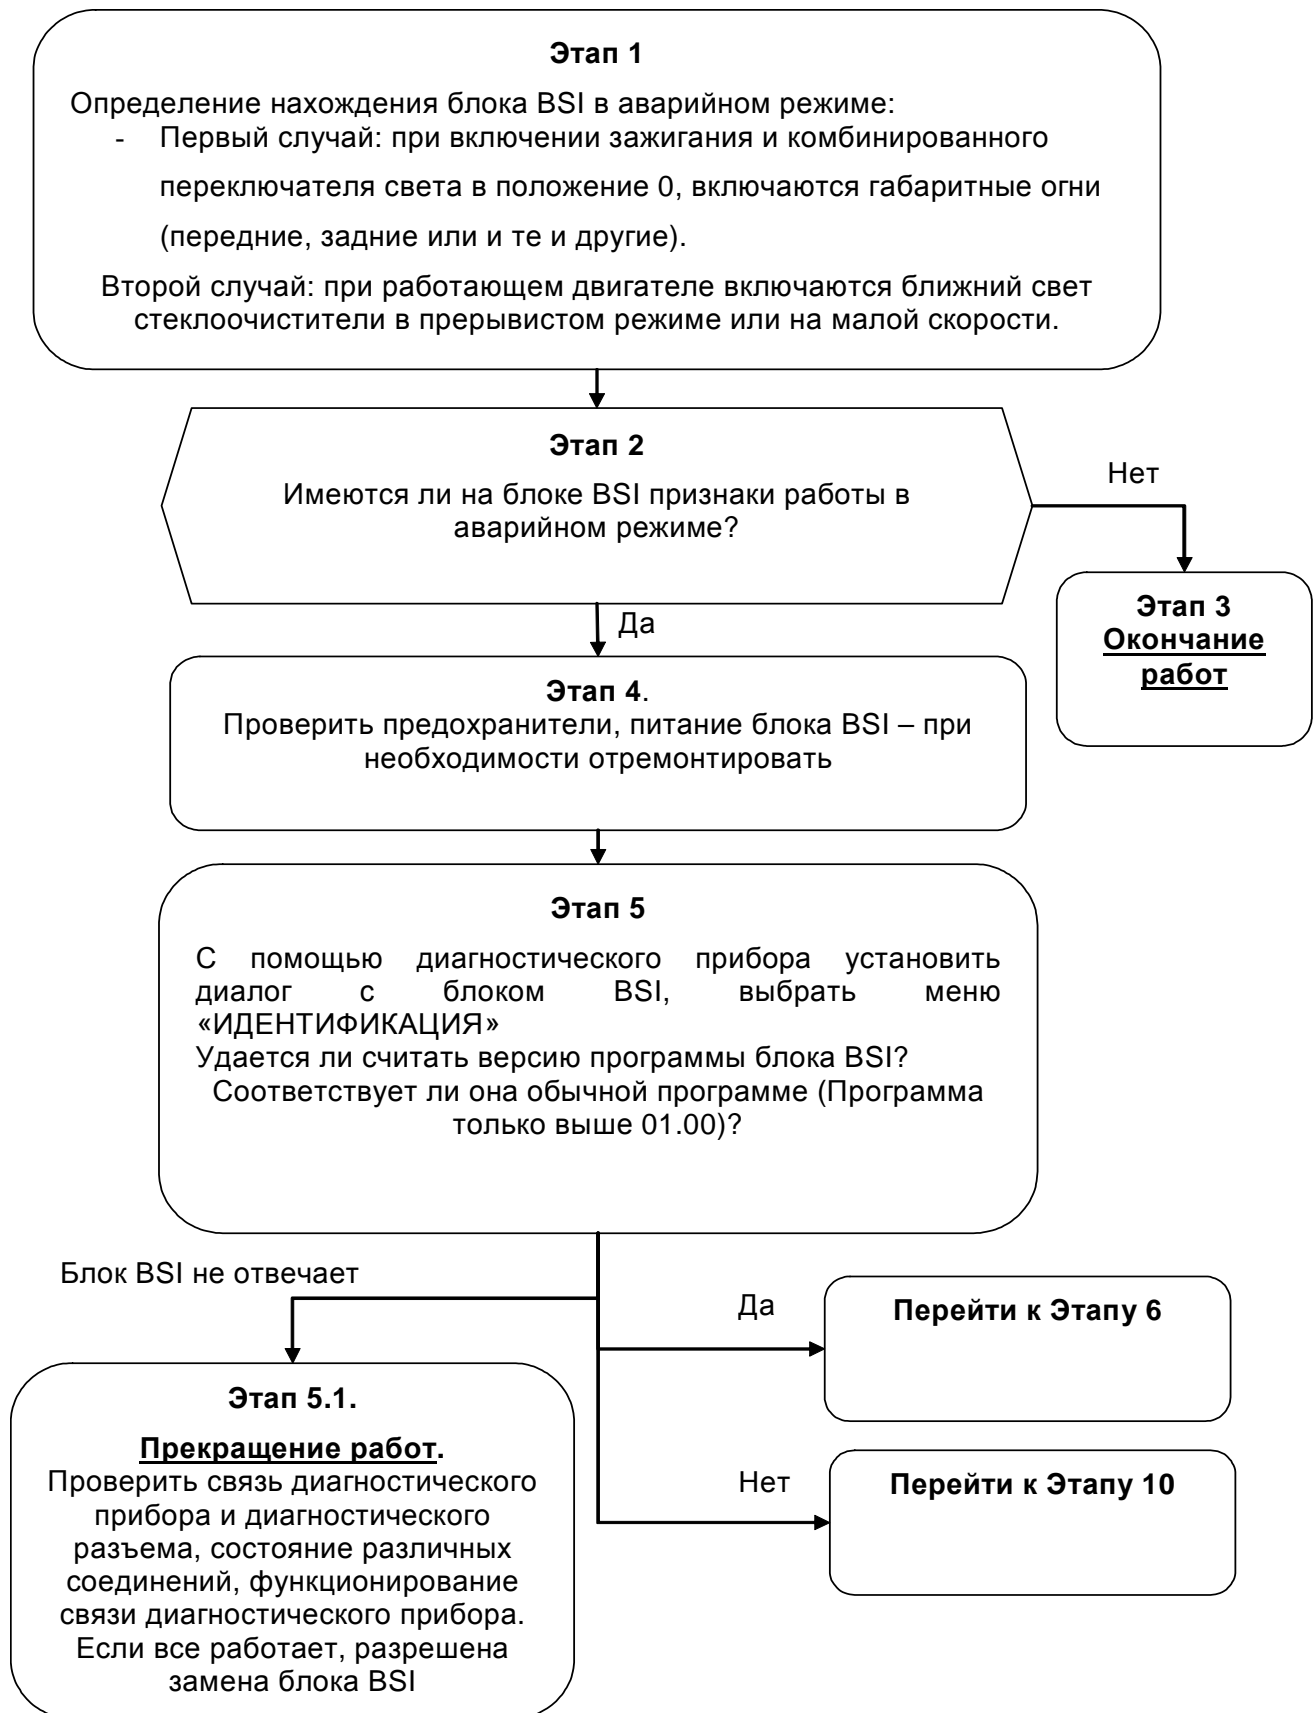 Этап 1
Определение нахождения блока BSI в аварийном режиме:
- Первый случай: при включении зажигания и комбинированного
переключателя света в положение 0, включаются габаритные огни
(передние, задние или и те и другие).
Второй случай: при работающем двигателе включаются ближний свет
стеклоочистители в прерывистом режиме или на малой скорости.
Этап 2
Имеются ли на блоке BSI признаки работы в
аварийном режиме?
Нет
Этап 3
Окончание
работ
Да
Этап 4.
Проверить предохранители, питание блока BSI – при
необходимости отремонтировать
Этап 5
С помощью диагностического прибора установить
диалог с блоком BSI, выбрать меню
«ИДЕНТИФИКАЦИЯ»
Удается ли считать версию программы блока BSI?
Соответствует ли она обычной программе (Программа
только выше 01.00)?
Блок BSI не отвечает
Да
Перейти к Этапу 6
Этап 5.1.
Прекращение работ.
Проверить связь диагностического
прибора и диагностического
разъема, состояние различных
соединений, функционирование
связи диагностического прибора.
Если все работает, разрешена
замена блока BSI
Нет
Перейти к Этапу 10